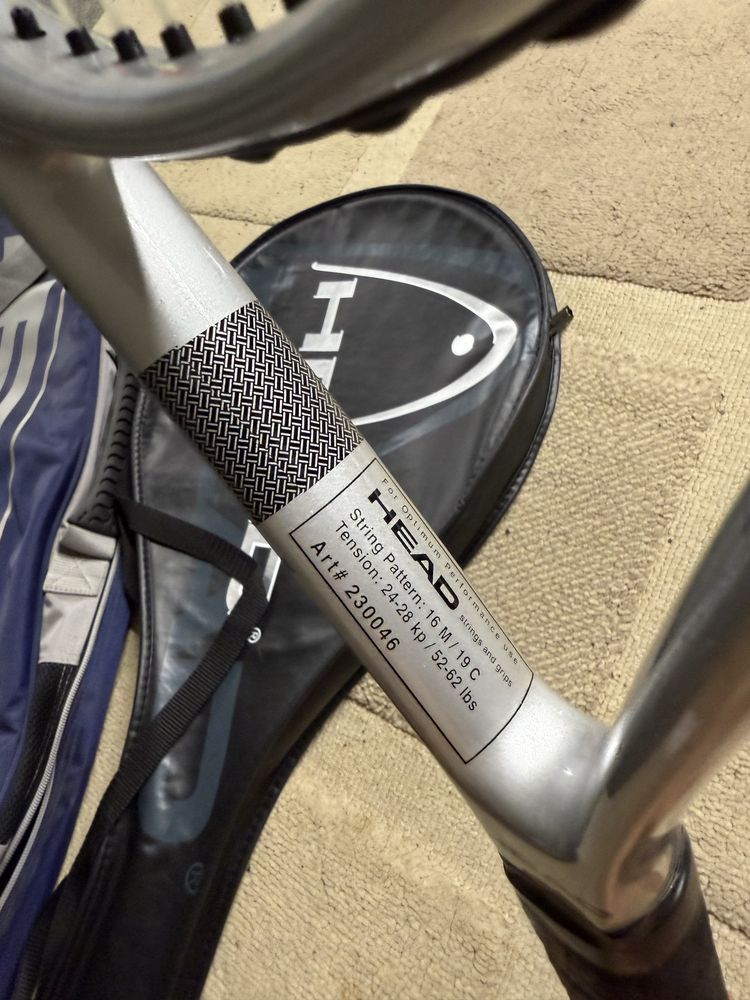 For Optimum Performance use
HEAD strings and grips
String Pattern: 16 M / 19 C
Tension: 24-28 kp / 52-62 lbs
Art# 230046